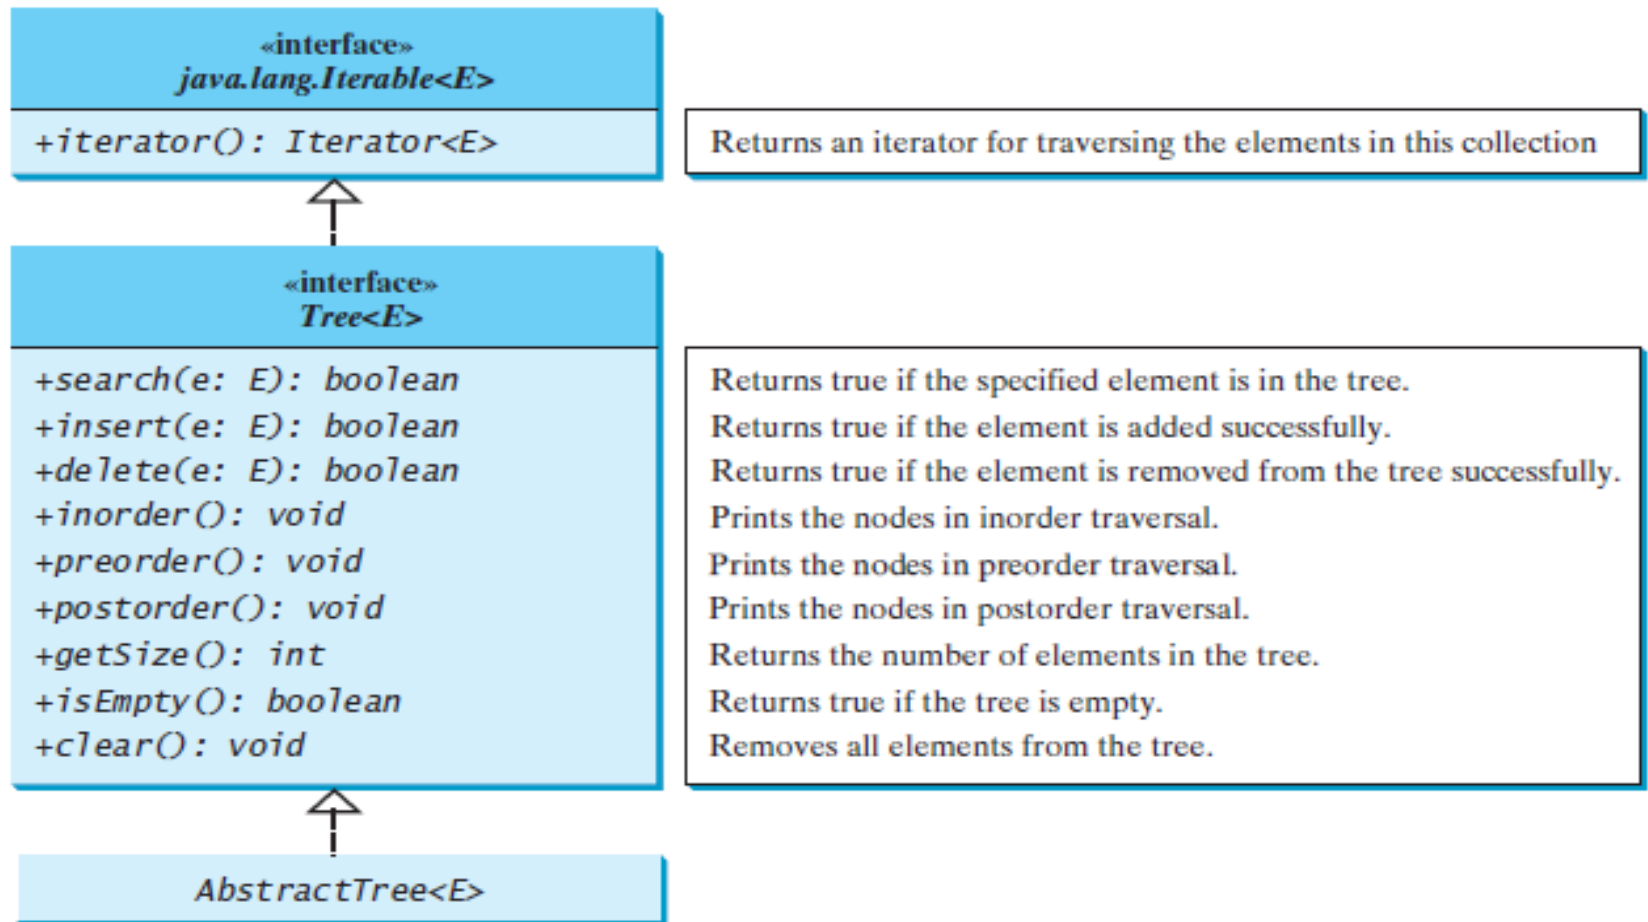 «interface»
java.lang.Iterable<E>
+iterator(): Iterator<E>
Returns an iterator for traversing the elements in this collection
«interface»
Tree<E>
+search(e: E): boolean
Returns true if the specified element is in the tree.
+insert(e: E): boolean
Returns true if the element is added successfully.
+delete(e: E): boolean
Returns true if the element is removed from the tree successfully.
+inorder(): void
Prints the nodes in inorder traversal.
+preorder(): void
Prints the nodes in preorder traversal.
+postorder(): void
Prints the nodes in postorder traversal.
+getSize(): int
Returns the number of elements in the tree.
+isEmpty(): boolean
Returns true if the tree is empty.
+clear(): void
Removes all elements from the tree.
AbstractTree<E>